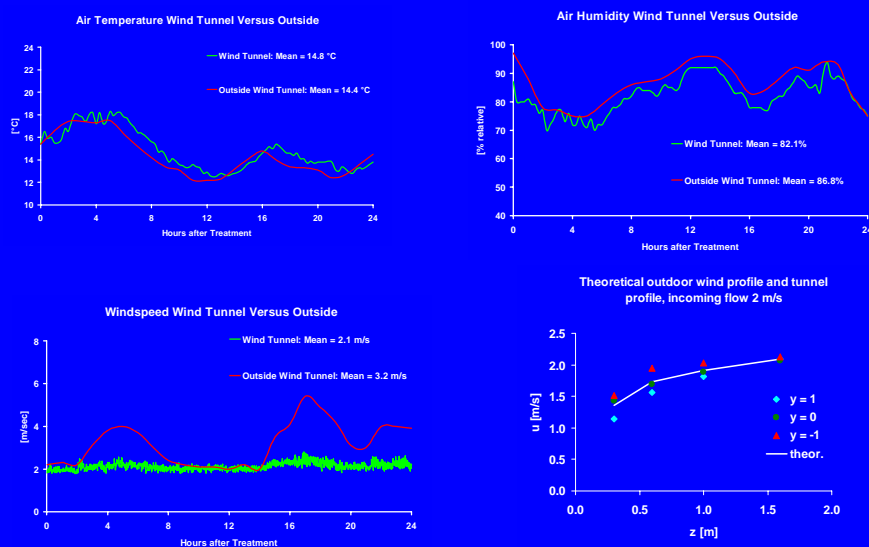 Air Temperature Wind Tunnel Versus Outside
24
22
20
18
16
14
12
10
[°C]
Wind Tunnel: Mean = 14.8 °C
Outside Wind Tunnel: Mean = 14.4 °C
0
4
8
12
16
20
24
Hours after Treatment
Air Humidity Wind Tunnel Versus Outside
100
90
80
70
60
50
40
[% relative]
Wind Tunnel: Mean = 82.1%
Outside Wind Tunnel: Mean = 86.8%
0
4
8
12
16
20
24
Hours after Treatment
Windspeed Wind Tunnel Versus Outside
8
6
4
2
0
[m/sec]
Wind Tunnel: Mean = 2.1 m/s
Outside Wind Tunnel: Mean = 3.2 m/s
0
4
8
12
16
20
24
Hours after Treatment
Theoretical outdoor wind profile and tunnel
profile, incoming flow 2 m/s
2.5
2.0
1.5
1.0
0.5
0.0
u [m/s]
y = 1
y = 0
y = -1
theor.
0.0
0.5
1.0
1.5
2.0
z [m]